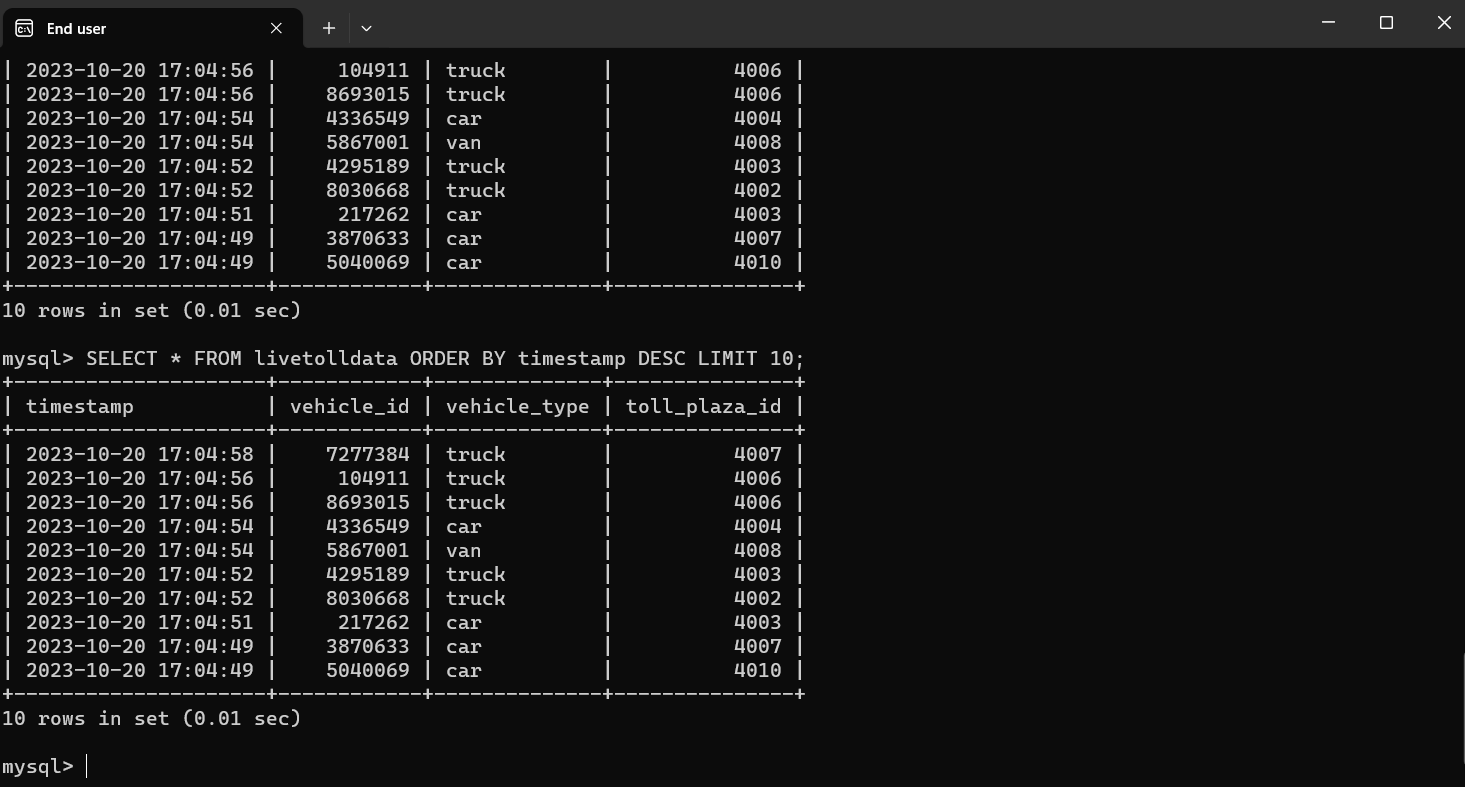 End user
| 2023-10-20 17:04:56 |     104911 | truck        |          4006 |
| 2023-10-20 17:04:56 |    8693015 | truck        |          4006 |
| 2023-10-20 17:04:54 |    4336549 | car          |          4004 |
| 2023-10-20 17:04:54 |    5867001 | van          |          4008 |
| 2023-10-20 17:04:52 |    4295189 | truck        |          4003 |
| 2023-10-20 17:04:52 |    8030668 | truck        |          4002 |
| 2023-10-20 17:04:51 |     217262 | car          |          4003 |
| 2023-10-20 17:04:49 |    3870633 | car          |          4007 |
| 2023-10-20 17:04:49 |    5040069 | car          |          4010 |
+---------------------+------------+--------------+---------------+
10 rows in set (0.01 sec)
mysql> SELECT * FROM livetolldata ORDER BY timestamp DESC LIMIT 10;
+---------------------+------------+--------------+---------------+
| timestamp           | vehicle_id | vehicle_type | toll_plaza_id |
+---------------------+------------+--------------+---------------+
| 2023-10-20 17:04:58 |    7277384 | truck        |          4007 |
| 2023-10-20 17:04:56 |     104911 | truck        |          4006 |
| 2023-10-20 17:04:56 |    8693015 | truck        |          4006 |
| 2023-10-20 17:04:54 |    4336549 | car          |          4004 |
| 2023-10-20 17:04:54 |    5867001 | van          |          4008 |
| 2023-10-20 17:04:52 |    4295189 | truck        |          4003 |
| 2023-10-20 17:04:52 |    8030668 | truck        |          4002 |
| 2023-10-20 17:04:51 |     217262 | car          |          4003 |
| 2023-10-20 17:04:49 |    3870633 | car          |          4007 |
| 2023-10-20 17:04:49 |    5040069 | car          |          4010 |
+---------------------+------------+--------------+---------------+
10 rows in set (0.01 sec)
mysql>